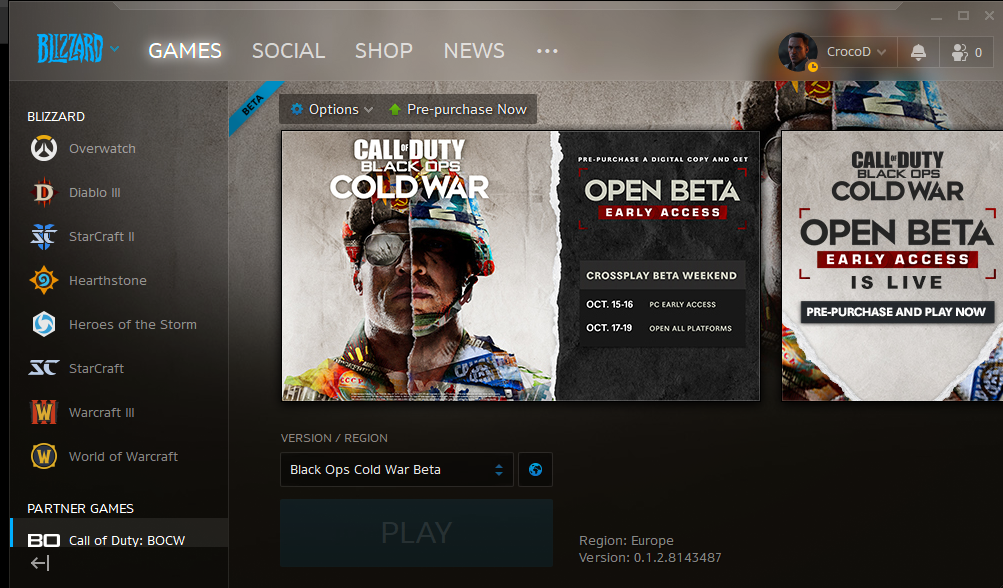 BLIZZARD
GAMES
SOCIAL
SHOP
NEWS
CrocoD
0
BLIZZARD
Overwatch
Diablo III
StarCraft II
Hearthstone
Heroes of the Storm
StarCraft
Warcraft III
World of Warcraft
PARTNER GAMES
BO Call of Duty: BOCW
BETA
Options
Pre-purchase Now
CALL OF DUTY
BLACK OPS
COLD WAR
PRE-PURCHASE A DIGITAL COPY AND GET
OPEN BETA
EARLY ACCESS
CROSSPLAY BETA WEEKEND
OCT. 15-16 PC EARLY ACCESS
OCT. 17-19 OPEN ALL PLATFORMS
CALL OF DUTY
BLACK OPS
COLD WAR
OPEN BETA
EARLY ACCESS
IS LIVE
PRE-PURCHASE AND PLAY NOW
VERSION / REGION
Black Ops Cold War Beta
PLAY
Region: Europe
Version: 0.1.2.8143487